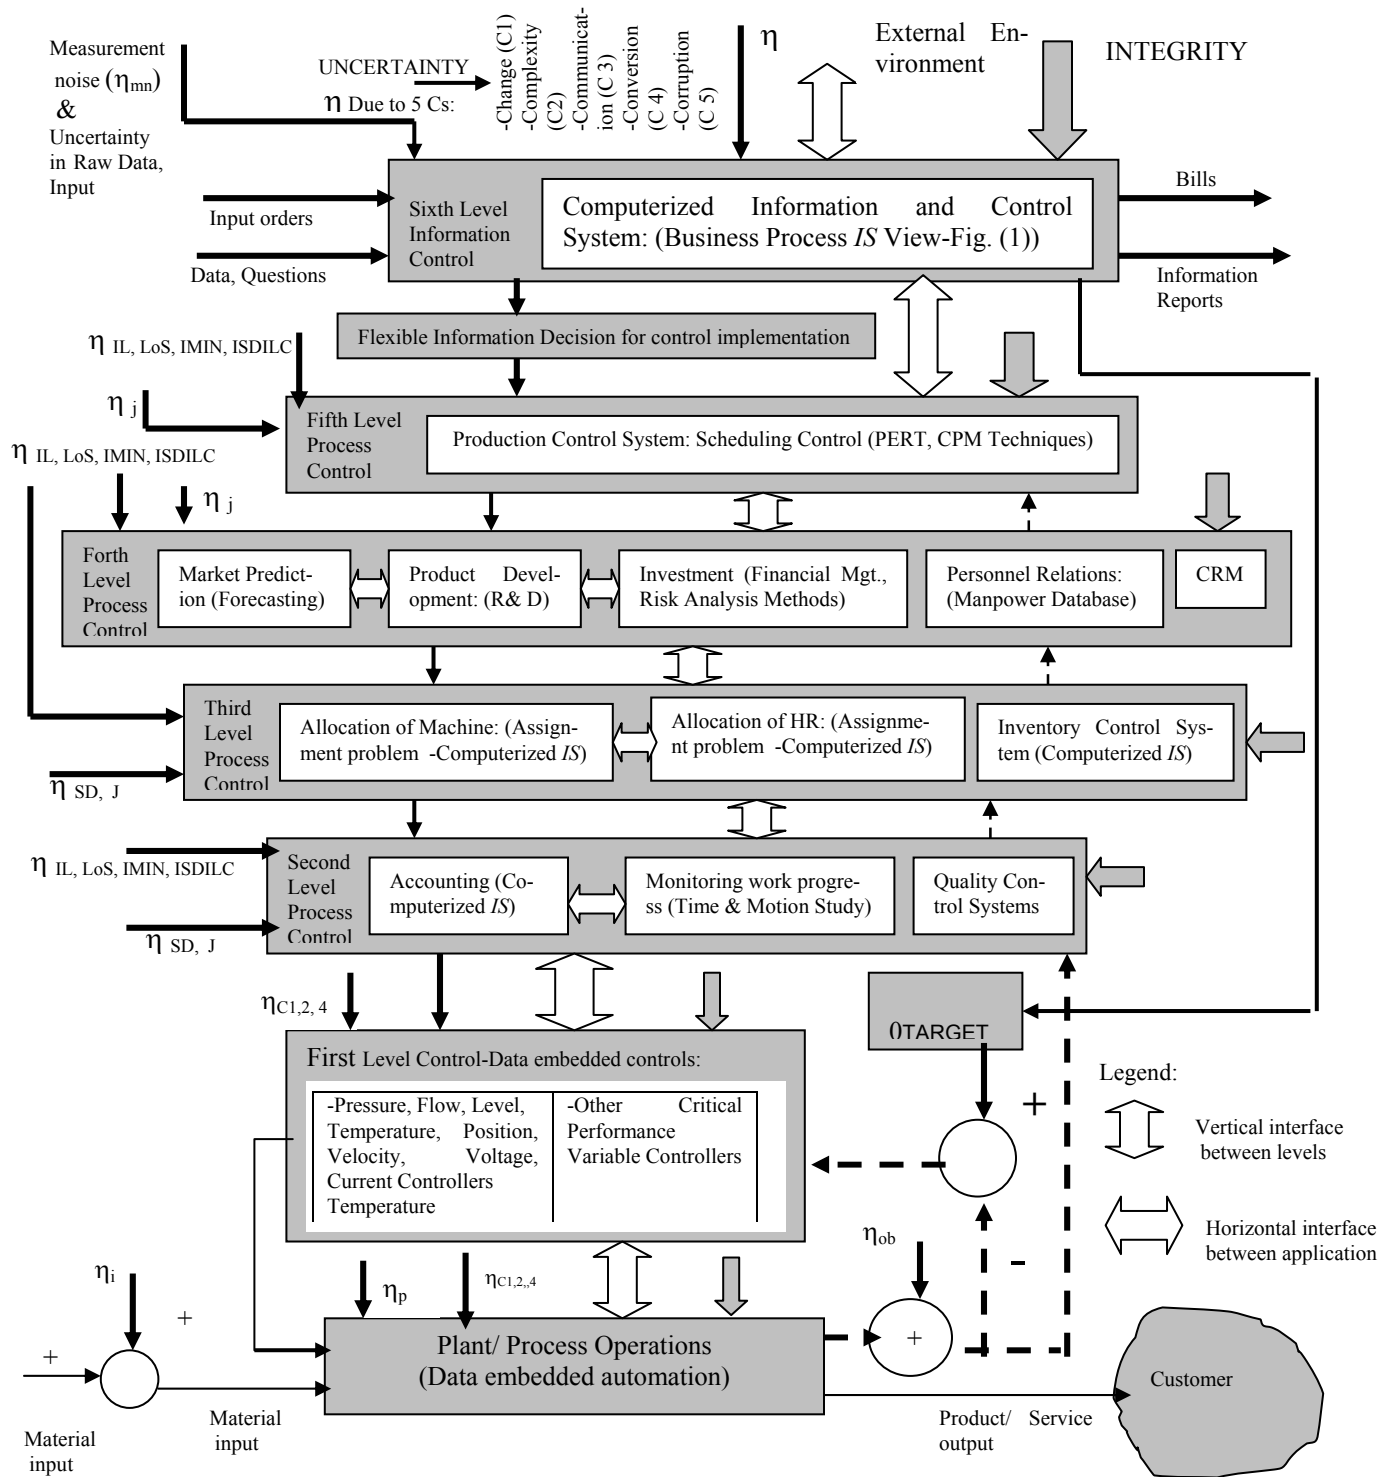 Measurement
noise (ηmn)
&
Uncertainty
in Raw Data,
Input
UNCERTAINTY
η Due to 5 Cs:
-Change (C1)
-Complexity
(C2)
-Communicat-
ion (C 3)
-Conversion
(C 4)
-Corruption
(C 5)
η
External En-
vironment
INTEGRITY
Input orders
Data, Questions
Sixth Level
Information
Control
Computerized Information and Control
System: (Business Process IS View-Fig. (1))
Bills
Information
Reports
Flexible Information Decision for control implementation
η IL, LoS, IMIN, ISDILC
η j
Fifth Level
Process
Control
Production Control System: Scheduling Control (PERT, CPM Techniques)
η IL, LoS, IMIN, ISDILC
η j
Forth
Level
Process
Control
Market Predict-
ion (Forecasting)
Product Devel-
opment: (R& D)
Investment (Financial Mgt.,
Risk Analysis Methods)
Personnel Relations:
(Manpower Database)
CRM
Third
Level
Process
Control
Allocation of Machine: (Assign-
ment problem -Computerized IS)
Allocation of HR: (Assignme-
nt problem -Computerized IS)
Inventory Control Sys-
tem (Computerized IS)
η SD, J
η IL, LoS, IMIN, ISDILC
Second
Level
Process
Control
Accounting (Co-
mputerized IS)
Monitoring work progre-
ss (Time & Motion Study)
Quality Con-
trol Systems
η SD, J
ηC1,2, 4
0TARGET
First Level Control-Data embedded controls:
-Pressure, Flow, Level,
Temperature, Position,
Velocity, Voltage,
Current Controllers
Temperature
-Other Critical
Performance
Variable Controllers
+
Legend:
Vertical interface
between levels
Horizontal interface
between application
ηob
-
ηi
+
ηp
ηC1,2,,4
+
+
Plant/ Process Operations
(Data embedded automation)
Customer
Material
input
Material
input
Product/ Service
output